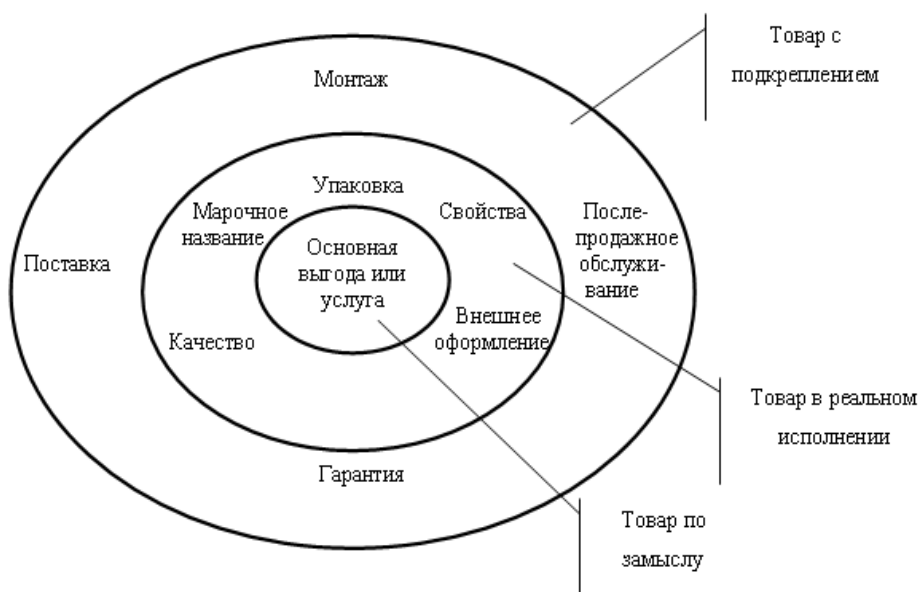 Товар с
подкреплением
Монтаж
Упаковка
Марочное
название
Свойства
После-
продажное
обслужи-
вание
Поставка
Основная
выгода или
услуга
Внешнее
оформление
Качество
Товар в реальном
исполнении
Гарантия
Товар по
замыслу